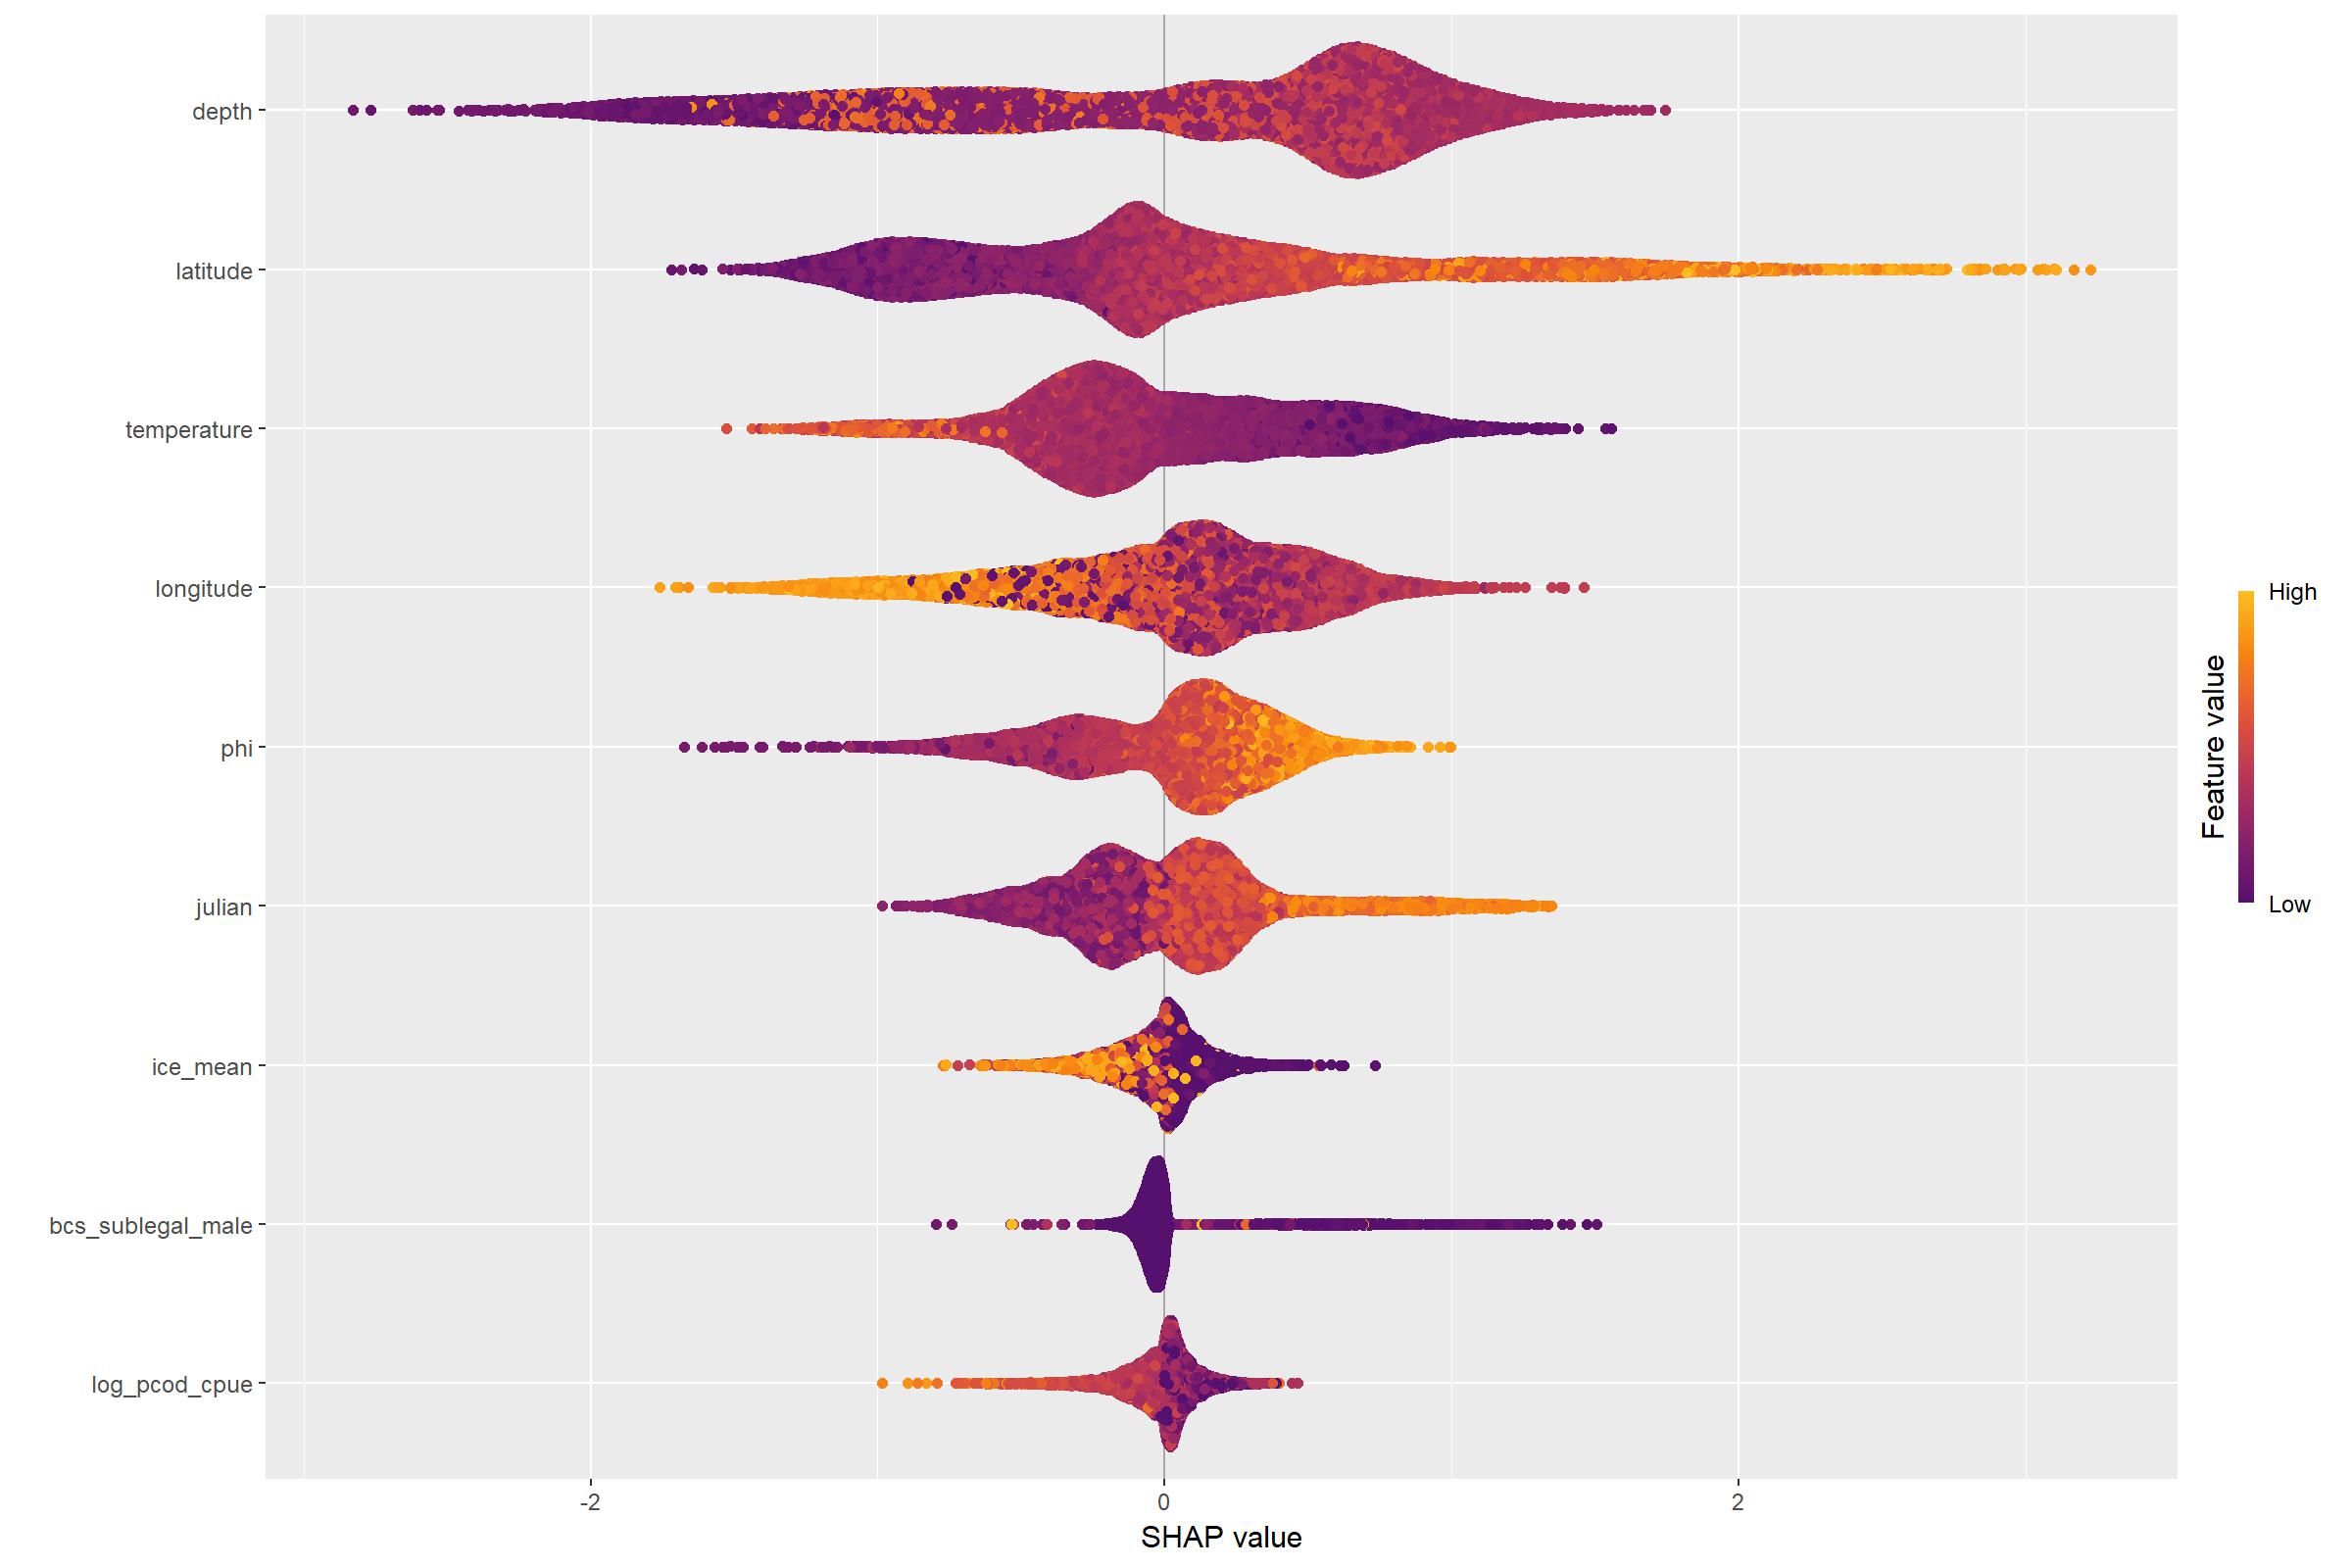 depth
latitude
temperature
longitude
phi
julian
ice_mean
bcs_sublegal_male
log_pcod_cpue
-2
0
2
SHAP value
High
Feature value
Low